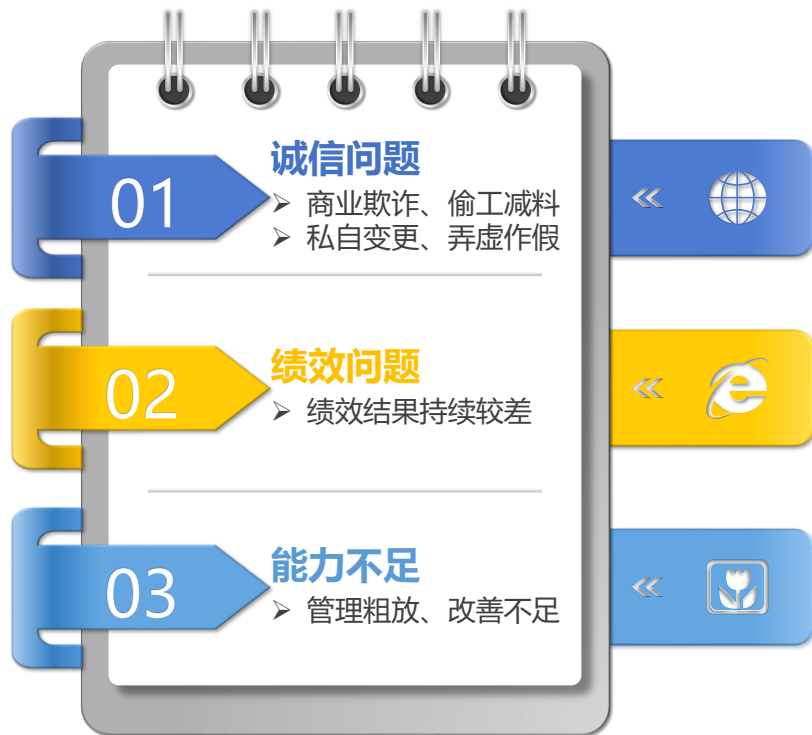 01
诚信问题
➢ 商业欺诈、偷工减料
➢ 私自变更、弄虚作假
02
绩效问题
➢ 绩效结果持续较差
03
能力不足
➢ 管理粗放、改善不足